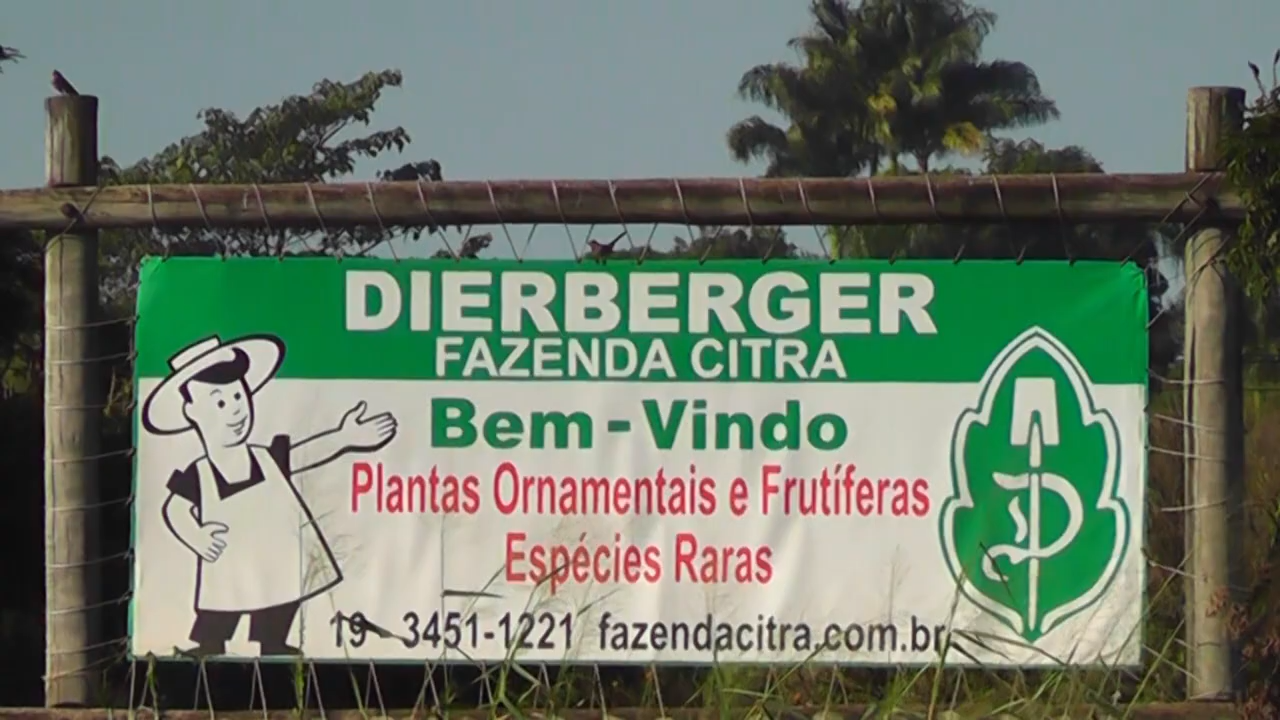 DIERBERGER
FAZENDA CITRA
Bem-Vindo
Plantas Ornamentais e Frutíferas
Espécies Raras
19 3451-1221 fazendacitra.com.br